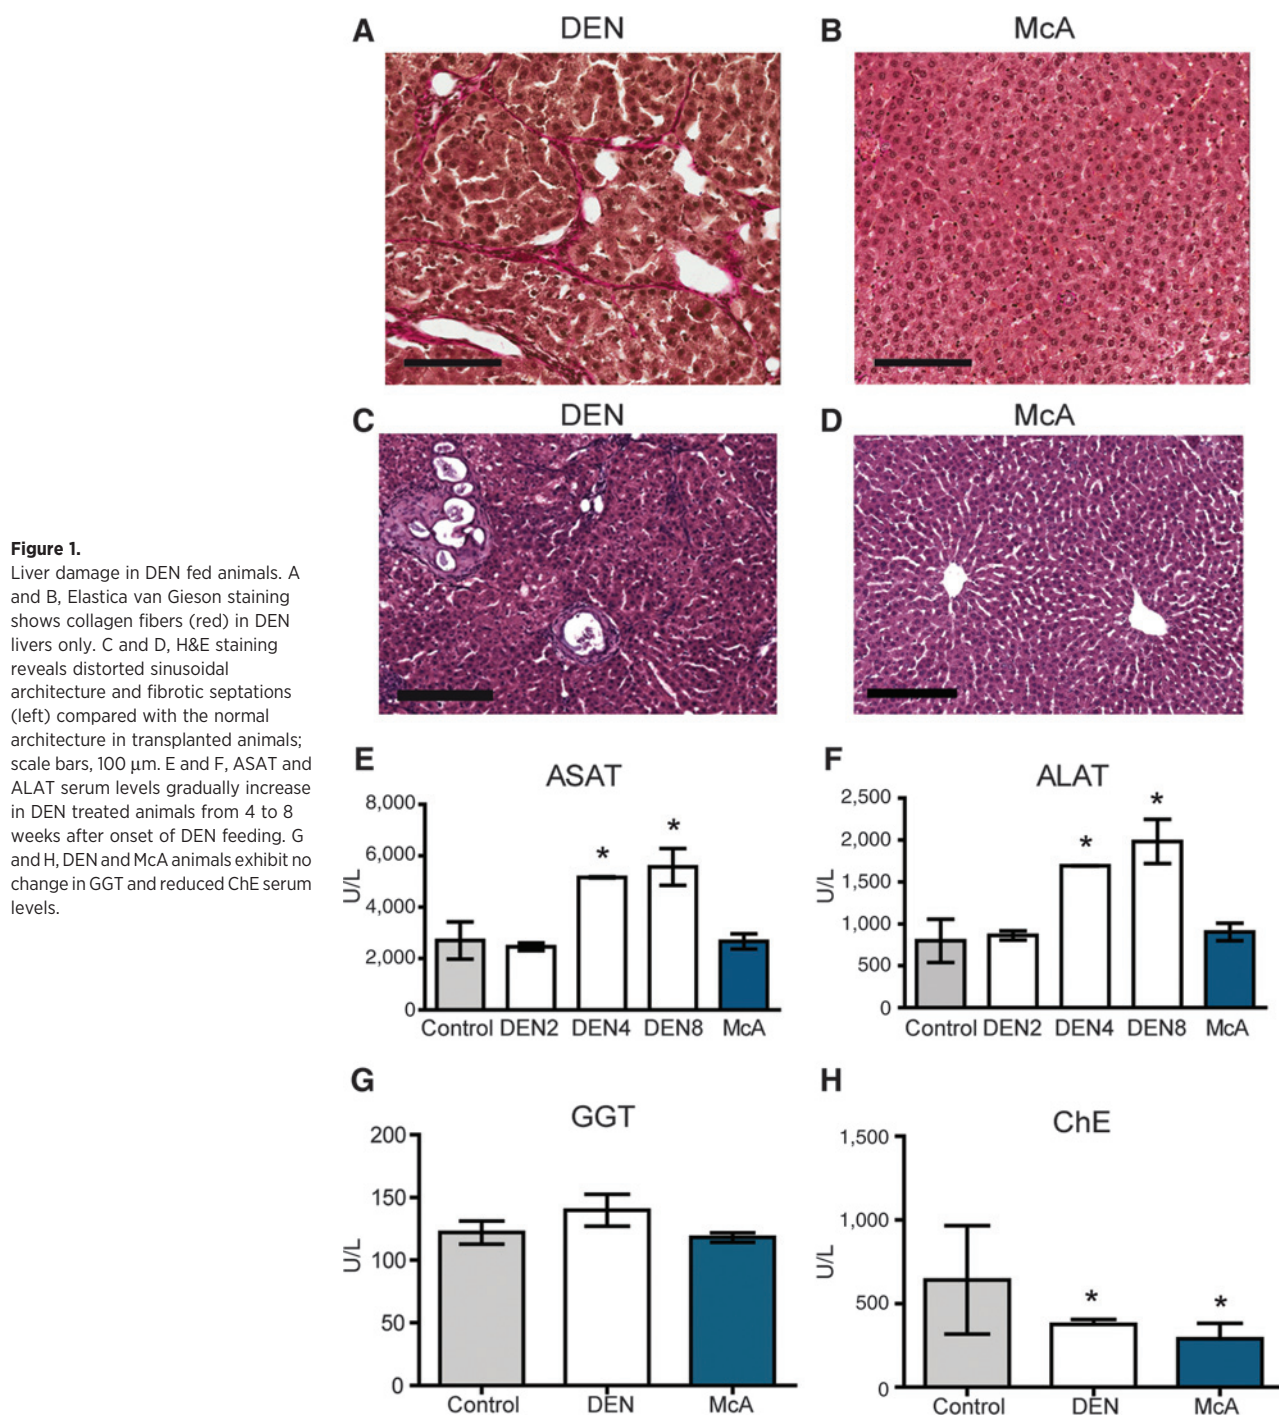 Figure 1.
Liver damage in DEN fed animals. A
and B, Elastica van Gieson staining
shows collagen fibers (red) in DEN
livers only. C and D, H&E staining
reveals distorted sinusoidal
architecture and fibrotic septations
(left) compared with the normal
architecture in transplanted animals;
scale bars, 100 μm. E and F, ASAT and
ALAT serum levels gradually increase
in DEN treated animals from 4 to 8
weeks after onset of DEN feeding. G
and H, DEN and McA animals exhibit no
change in GGT and reduced ChE serum
levels.
A
DEN
B
McA
C
DEN
D
McA
E
ASAT
U/L
8,000
6,000
4,000
2,000
0
* *
Control DEN2 DEN4 DEN8 McA
F
ALAT
U/L
2,500
2,000
1,500
1,000
500
0
* *
Control DEN2 DEN4 DEN8 McA
G
GGT
U/L
200
150
100
50
0
Control DEN McA
H
ChE
U/L
1,500
1,000
500
0
* *
Control DEN McA